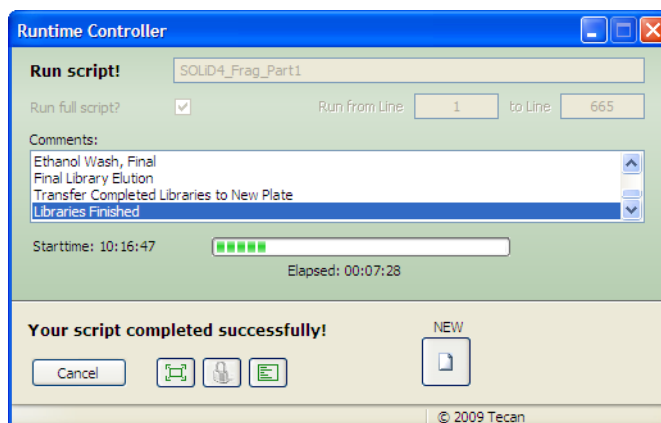 Runtime Controller
Run script!
SOLiD4_Frag_Part1
Run full script?
Run from Line
1
to Line
665
Comments:
Ethanol Wash, Final
Final Library Elution
Transfer Completed Libraries to New Plate
Libraries Finished
Starttime: 10:16:47
Elapsed: 00:07:28
Your script completed successfully!
NEW
Cancel
© 2009 Tecan